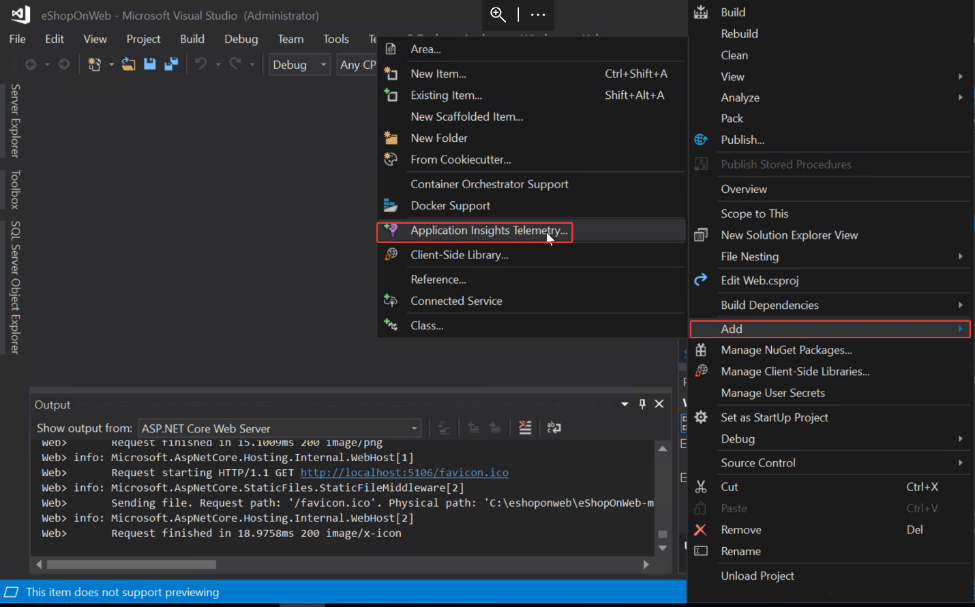 eShopOnWeb - Microsoft Visual Studio (Administrator)
File Edit View Project Build Debug Team Tools
Debug Any CP
Server Explorer
Toolbox
SQL Server Object Explorer
Area...
New Item... Ctrl+Shift+A
Existing Item... Shift+Alt+A
New Scaffolded Item...
New Folder
From Cookiecutter...
Container Orchestrator Support
Docker Support
Application Insights Telemetry...
Client-Side Library...
Reference...
Connected Service
Class...
Build
Rebuild
Clean
View
Analyze
Pack
Publish...
Publish Stored Procedures
Overview
Scope to This
New Solution Explorer View
File Nesting
Edit Web.csproj
Build Dependencies
Add
Manage NuGet Packages...
Manage Client-Side Libraries...
Manage User Secrets
Set as StartUp Project
Debug
Source Control
Cut Ctrl+X
Paste Ctrl+V
Remove Del
Rename
Unload Project
Output
Show output from: ASP.NET Core Web Server
Web> Request finished in 15.1009ms 200 image/png
Web> info: Microsoft.AspNetCore.Hosting.Internal.WebHost[1]
Web> Request starting HTTP/1.1 GET http://localhost:5106/favicon.ico
Web> info: Microsoft.AspNetCore.StaticFiles.StaticFileMiddleware[2]
Web> Sending file. Request path: '/favicon.ico'. Physical path: 'C:\eshoponweb\eShopOnWeb-m
Web> info: Microsoft.AspNetCore.Hosting.Internal.WebHost[2]
Web> Request finished in 18.9758ms 200 image/x-icon
This item does not support previewing